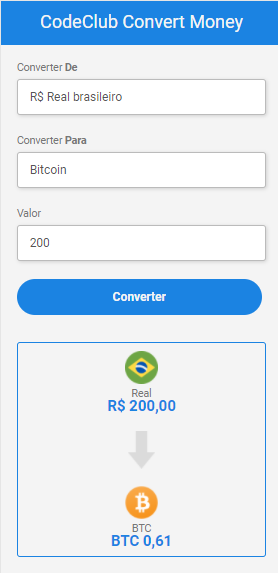 CodeClub Convert Money
Converter De
R$ Real brasileiro
Converter Para
Bitcoin
Valor
200
Converter
Real
R$ 200,00
BTC
BTC 0,61